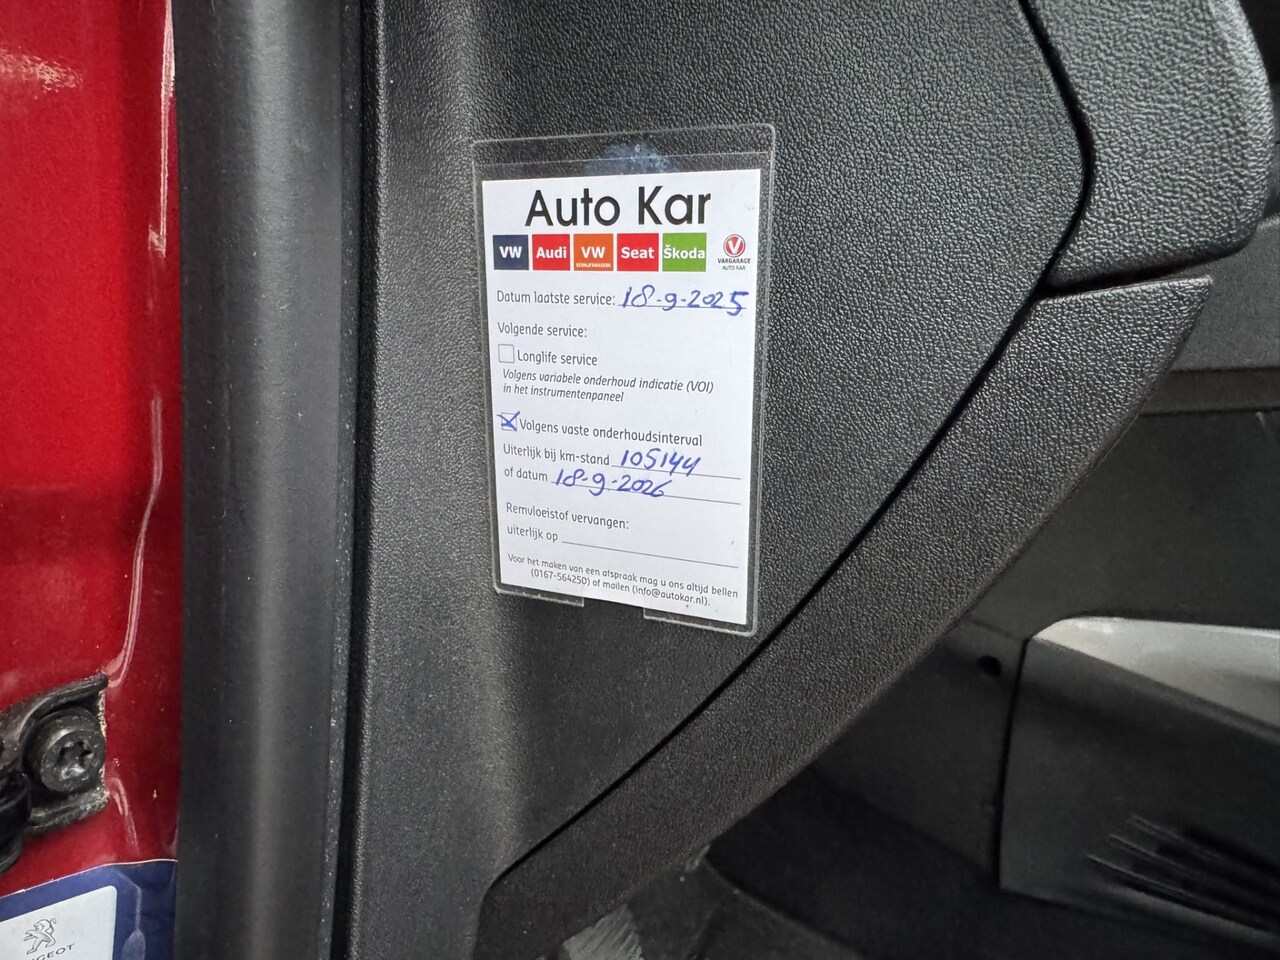 Auto Kar
VW Audi VW Seat Škoda
BEDRIJFSWAGENS
VAKGARAGE
AUTO KAR
Datum laatste service: 18-9-2025
Volgende service:
Longlife service
Volgens variabele onderhoud indicatie (VOI)
in het instrumentenpaneel
Volgens vaste onderhoudsinterval
Uiterlijk bij km-stand 105144
of datum 18-9-2026
Remvloeistof vervangen:
uiterlijk op
Voor het maken van een afspraak mag u ons altijd bellen
(0167-564250) of mailen (info@autokar.nl).